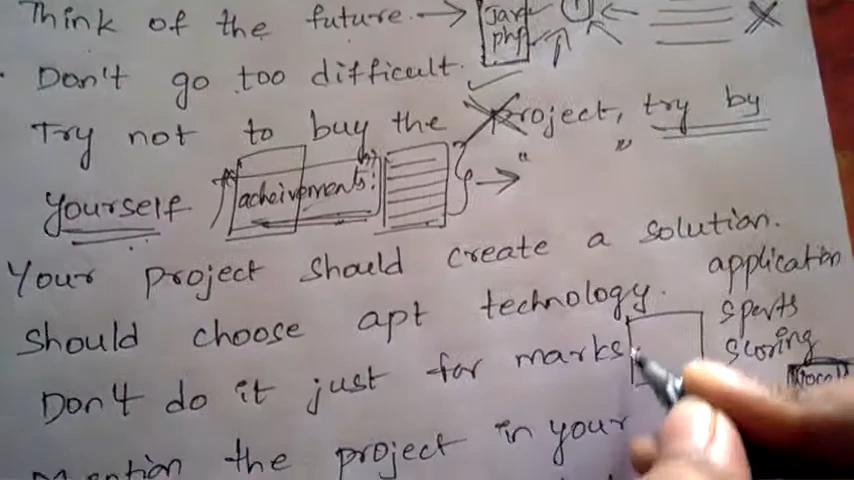 Think of the future. → Java
php
Don't go too difficult.
Try not to buy the project, try by
yourself
acheivements:
" "
Your project should create a solution.
application
Should choose apt technology.
sports
scoring
Don't do it just for marks
Mention the project in your